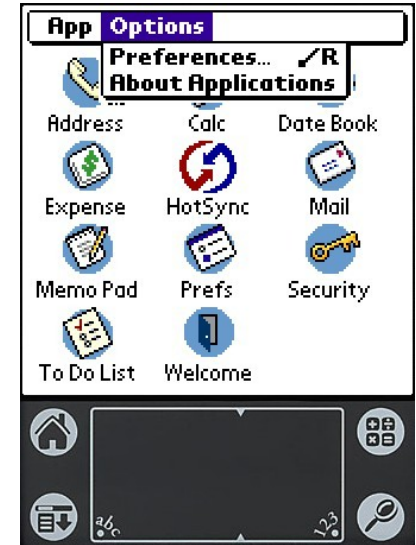 App Options
Preferences... ⁄R
About Applications
Address Calc Date Book
Expense HotSync Mail
Memo Pad Prefs Security
To Do List Welcome
abc 123